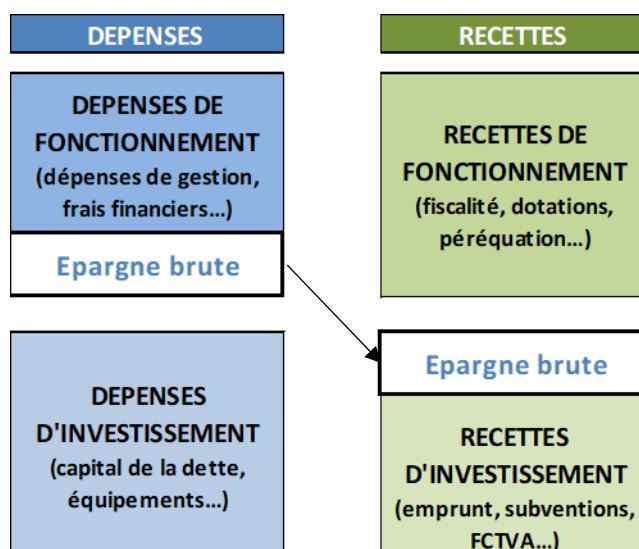 DEPENSES
RECETTES
DEPENSES DE
FONCTIONNEMENT
(dépenses de gestion,
frais financiers...)
Epargne brute
RECETTES DE
FONCTIONNEMENT
(fiscalité, dotations,
péréquation...)
DEPENSES
D'INVESTISSEMENT
(capital de la dette,
équipements...)
Epargne brute
RECETTES
D'INVESTISSEMENT
(emprunt, subventions,
FCTVA...)